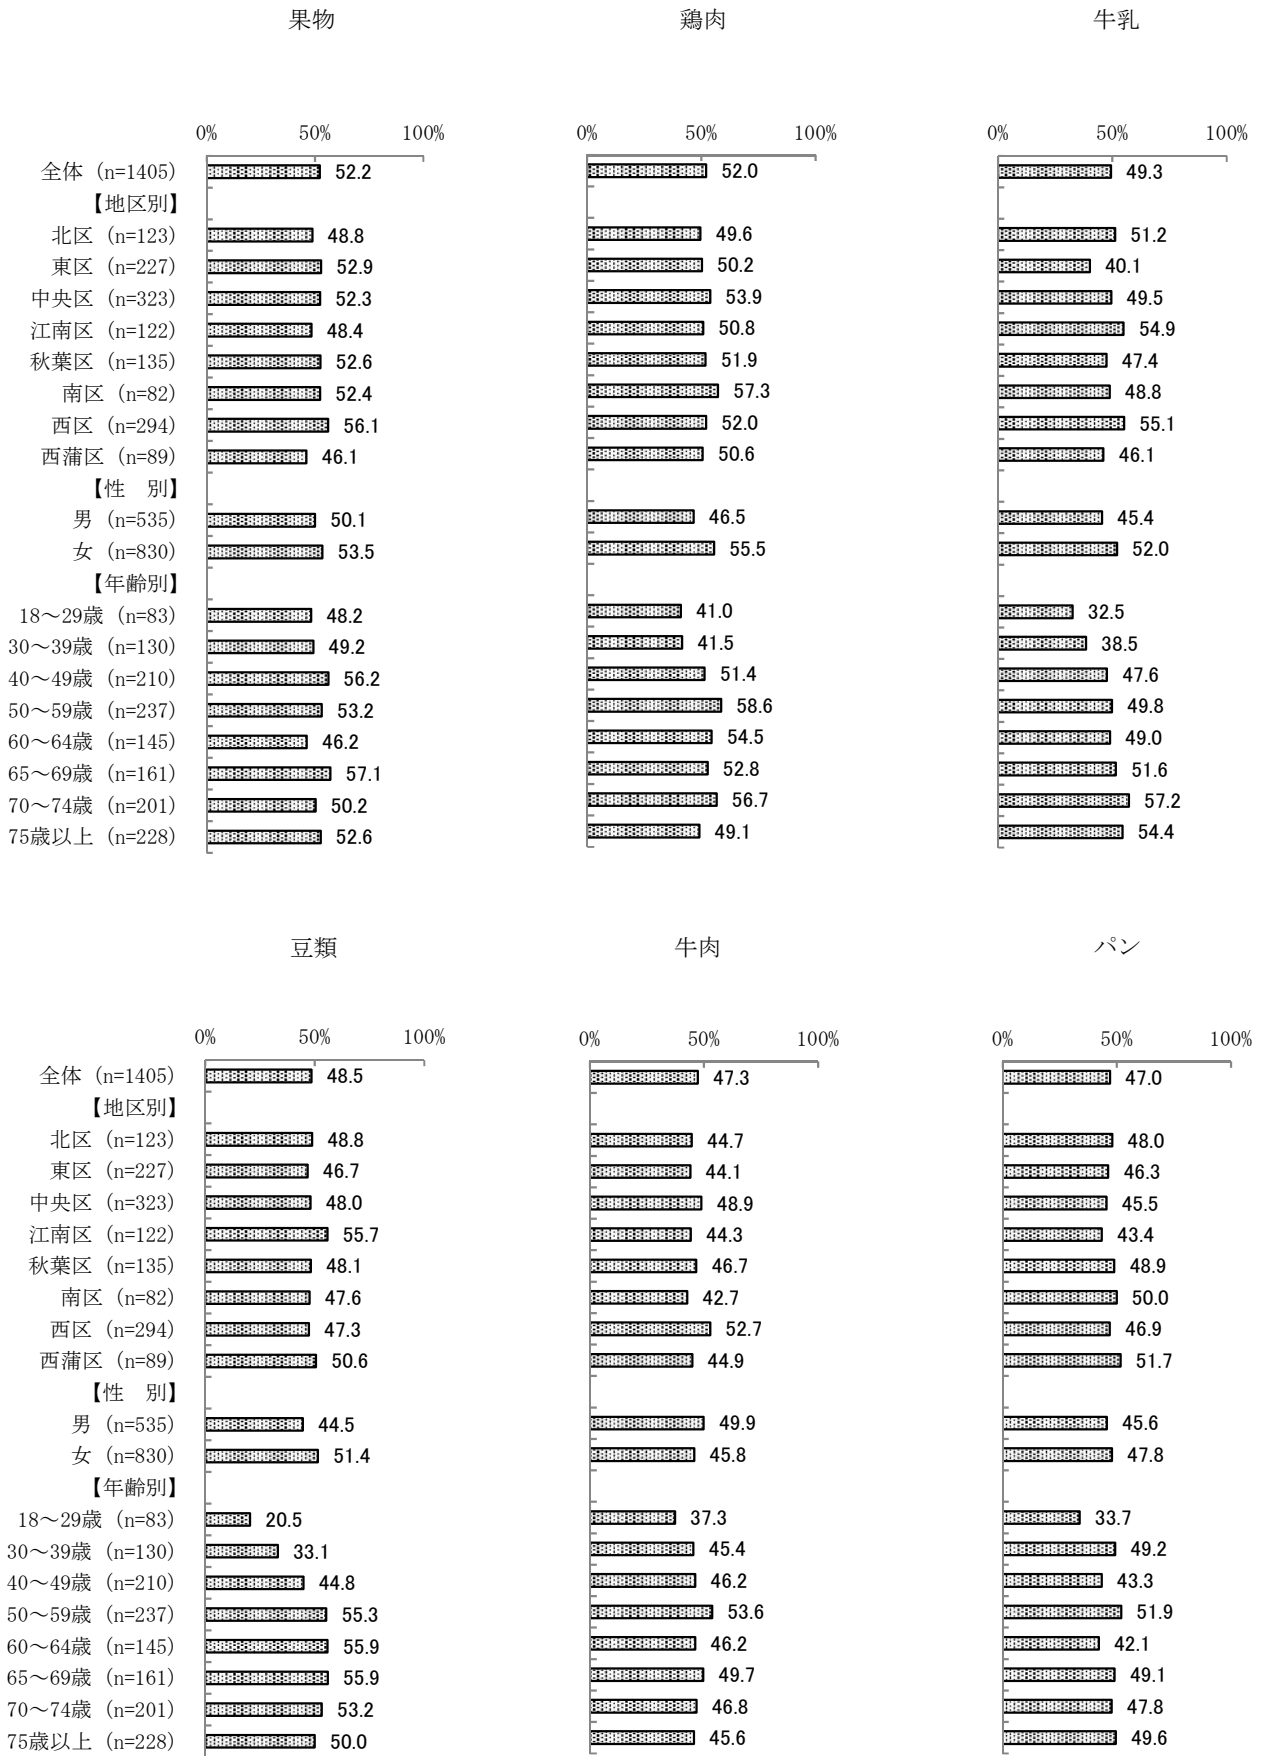 果物 鶏肉 牛乳
0% 50% 100% 0% 50% 100% 0% 50% 100%
全体 (n=1405) 52.2 52.0 49.3
【地区別】
北区 (n=123) 48.8 49.6 51.2
東区 (n=227) 52.9 50.2 40.1
中央区 (n=323) 52.3 53.9 49.5
江南区 (n=122) 48.4 50.8 54.9
秋葉区 (n=135) 52.6 51.9 47.4
南区 (n=82) 52.4 57.3 48.8
西区 (n=294) 56.1 52.0 55.1
西蒲区 (n=89) 46.1 50.6 46.1
【性　別】
男 (n=535) 50.1 46.5 45.4
女 (n=830) 53.5 55.5 52.0
【年齢別】
18～29歳 (n=83) 48.2 41.0 32.5
30～39歳 (n=130) 49.2 41.5 38.5
40～49歳 (n=210) 56.2 51.4 47.6
50～59歳 (n=237) 53.2 58.6 49.8
60～64歳 (n=145) 46.2 54.5 49.0
65～69歳 (n=161) 57.1 52.8 51.6
70～74歳 (n=201) 50.2 56.7 57.2
75歳以上 (n=228) 52.6 49.1 54.4
豆類 牛肉 パン
0% 50% 100% 0% 50% 100% 0% 50% 100%
全体 (n=1405) 48.5 47.3 47.0
【地区別】
北区 (n=123) 48.8 44.7 48.0
東区 (n=227) 46.7 44.1 46.3
中央区 (n=323) 48.0 48.9 45.5
江南区 (n=122) 55.7 44.3 43.4
秋葉区 (n=135) 48.1 46.7 48.9
南区 (n=82) 47.6 42.7 50.0
西区 (n=294) 47.3 52.7 46.9
西蒲区 (n=89) 50.6 44.9 51.7
【性　別】
男 (n=535) 44.5 49.9 45.6
女 (n=830) 51.4 45.8 47.8
【年齢別】
18～29歳 (n=83) 20.5 37.3 33.7
30～39歳 (n=130) 33.1 45.4 49.2
40～49歳 (n=210) 44.8 46.2 43.3
50～59歳 (n=237) 55.3 53.6 51.9
60～64歳 (n=145) 55.9 46.2 42.1
65～69歳 (n=161) 55.9 49.7 49.1
70～74歳 (n=201) 53.2 46.8 47.8
75歳以上 (n=228) 50.0 45.6 49.6